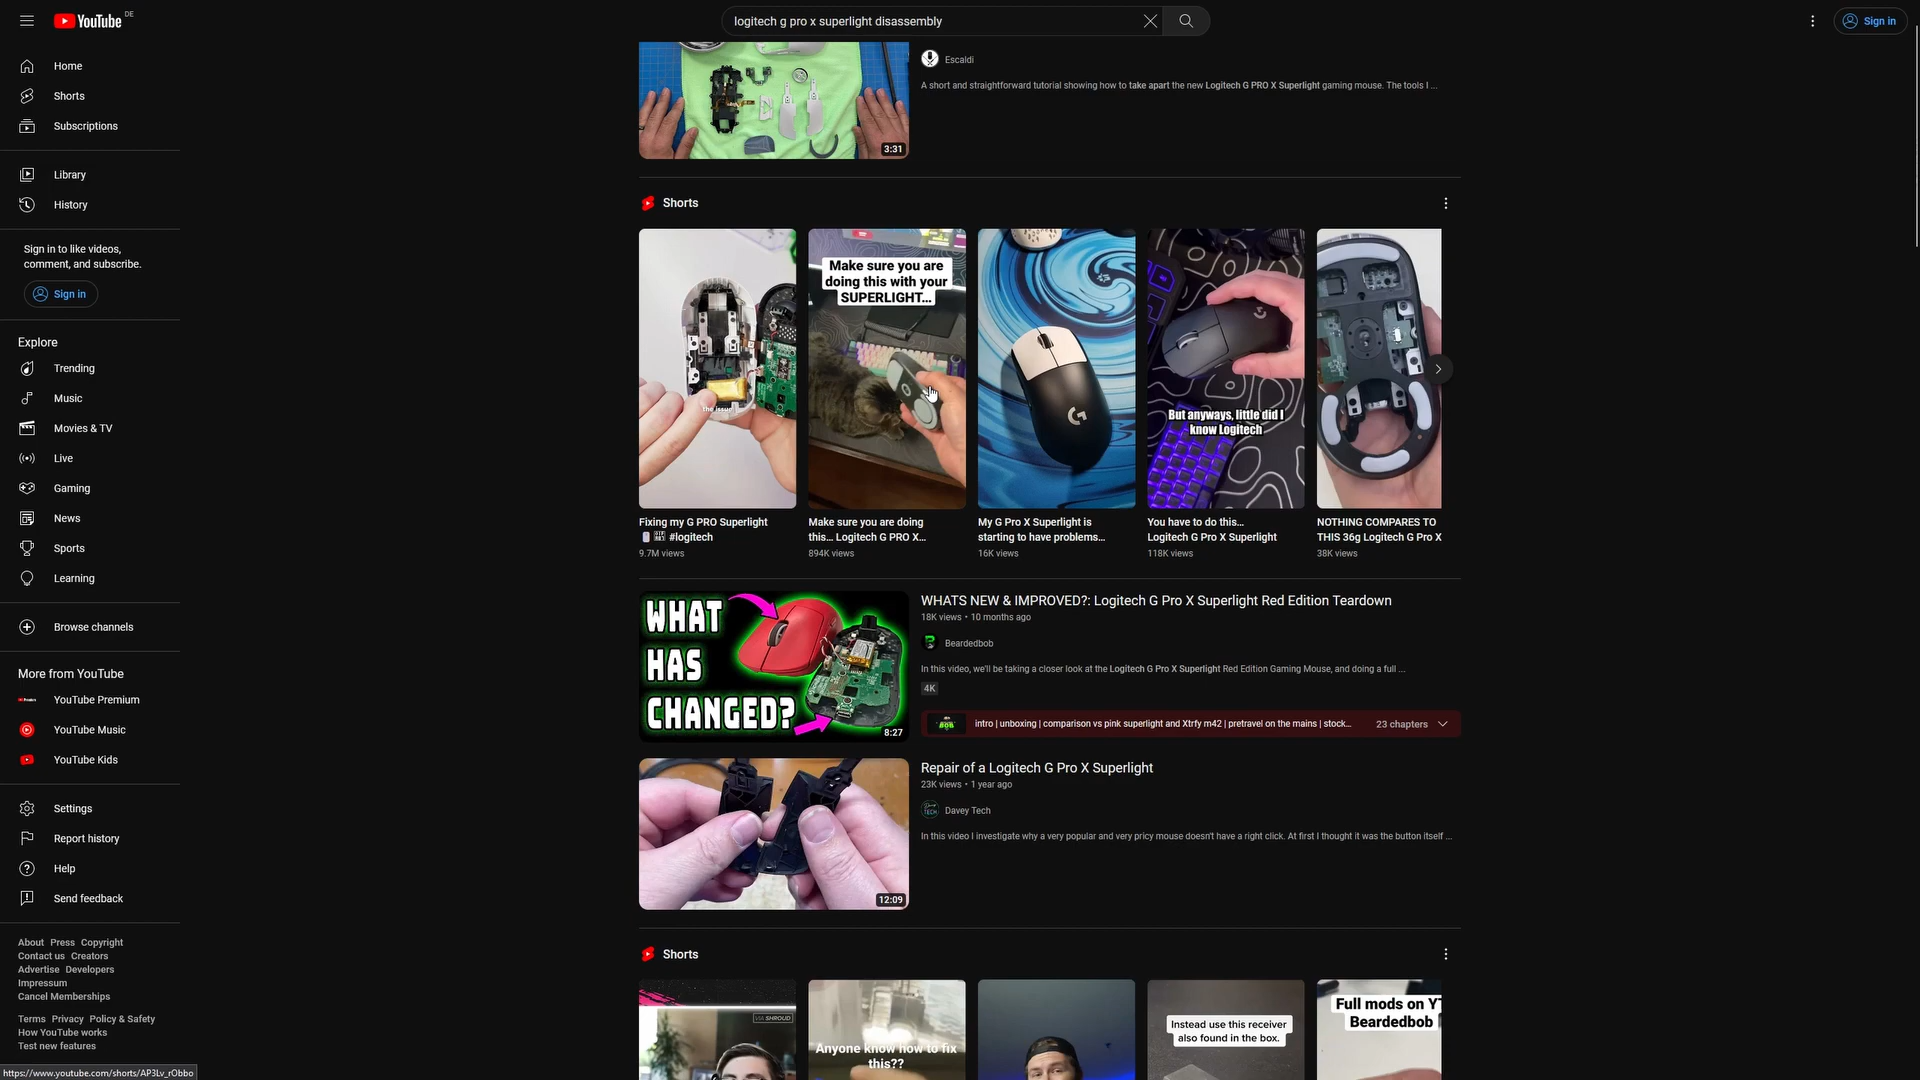 YouTube DE
logitech g pro x superlight disassembly
Sign in
Home
Shorts
Subscriptions
Library
History
Sign in to like videos,
comment, and subscribe.
Sign in
Explore
Trending
Music
Movies & TV
Live
Gaming
News
Sports
Learning
Browse channels
More from YouTube
YouTube Premium
YouTube Music
YouTube Kids
Settings
Report history
Help
Send feedback
About Press Copyright
Contact us Creators
Advertise Developers
Impressum
Cancel Memberships
Terms Privacy Policy & Safety
How YouTube works
Test new features
https://www.youtube.com/shorts/AP3Lv_rObbo
3:31
Escaldi
A short and straightforward tutorial showing how to take apart the new Logitech G PRO X Superlight gaming mouse. The tools I ...
Shorts
the issue
Fixing my G PRO Superlight
#logitech
9.7M views
Make sure you are
doing this with your
SUPERLIGHT...
Make sure you are doing
this... Logitech G PRO X...
894K views
My G Pro X Superlight is
starting to have problems...
16K views
But anyways, little did I
know Logitech
You have to do this...
Logitech G Pro X Superlight
118K views
NOTHING COMPARES TO
THIS 36g Logitech G Pro X
38K views
WHAT
HAS
CHANGED?
8:27
WHATS NEW & IMPROVED?: Logitech G Pro X Superlight Red Edition Teardown
18K views • 10 months ago
Beardedbob
In this video, we'll be taking a closer look at the Logitech G Pro X Superlight Red Edition Gaming Mouse, and doing a full ...
4K
BOB
intro | unboxing | comparison vs pink superlight and Xtrfy m42 | pretravel on the mains | stock...
23 chapters
12:09
Repair of a Logitech G Pro X Superlight
23K views • 1 year ago
Davey Tech
In this video I investigate why a very popular and very pricy mouse doesn't have a right click. At first I thought it was the button itself ...
Shorts
VIA SHROUD
Anyone know how to fix
this??
Instead use this receiver
also found in the box.
Full mods on YT
Beardedbob